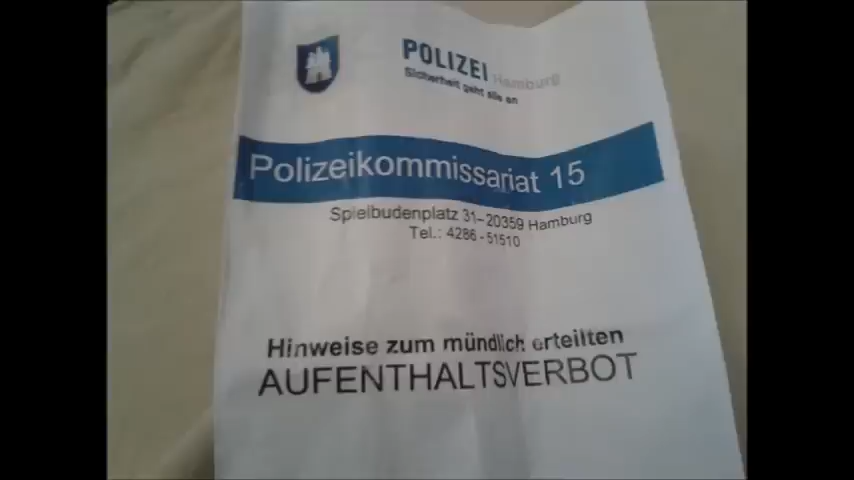 POLIZEI Hamburg
Sicherheit geht alle an
Polizeikommissariat 15
Spielbudenplatz 31–20359 Hamburg
Tel.: 4286 - 51510
Hinweise zum mündlich erteilten
AUFENTHALTSVERBOT